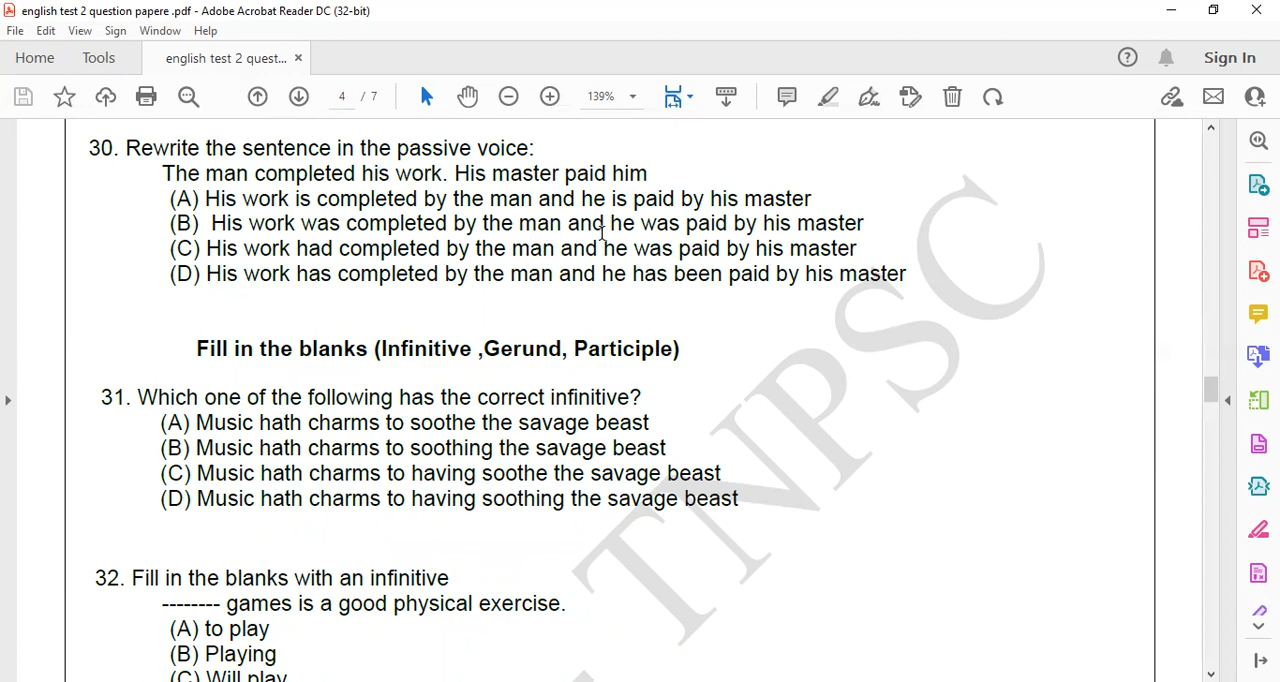 english test 2 question papere .pdf - Adobe Acrobat Reader DC (32-bit)
File Edit View Sign Window Help
Home Tools english test 2 quest... × Sign In
4 / 7 139%
30. Rewrite the sentence in the passive voice:
The man completed his work. His master paid him
(A) His work is completed by the man and he is paid by his master
(B) His work was completed by the man and he was paid by his master
(C) His work had completed by the man and he was paid by his master
(D) His work has completed by the man and he has been paid by his master
Fill in the blanks (Infinitive ,Gerund, Participle)
31. Which one of the following has the correct infinitive?
(A) Music hath charms to soothe the savage beast
(B) Music hath charms to soothing the savage beast
(C) Music hath charms to having soothe the savage beast
(D) Music hath charms to having soothing the savage beast
32. Fill in the blanks with an infinitive
-------- games is a good physical exercise.
(A) to play
(B) Playing
(C) Will play
TNPSC